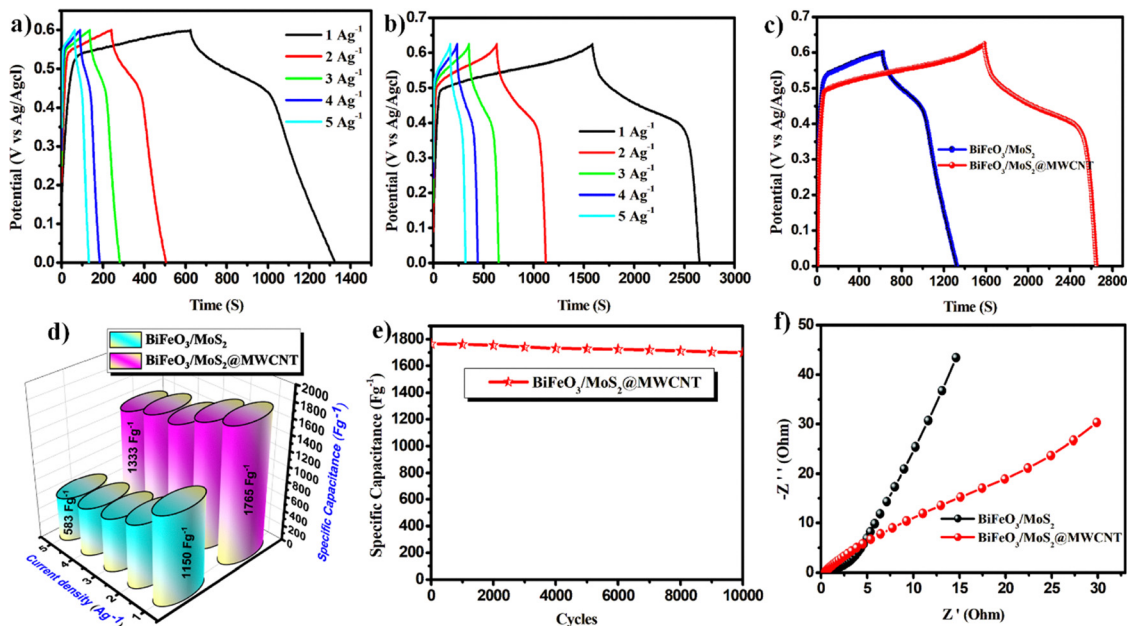 a)
0.7
0.6
0.5
0.4
0.3
0.2
0.1
0.0
Potential (V vs Ag/Agcl)
1 Ag⁻¹
2 Ag⁻¹
3 Ag⁻¹
4 Ag⁻¹
5 Ag⁻¹
0 200 400 600 800 1000 1200 1400
Time (S)
b)
0.7
0.6
0.5
0.4
0.3
0.2
0.1
0.0
Potential (V vs Ag/Agcl)
1 Ag⁻¹
2 Ag⁻¹
3 Ag⁻¹
4 Ag⁻¹
5 Ag⁻¹
0 500 1000 1500 2000 2500 3000
Time (S)
c)
0.7
0.6
0.5
0.4
0.3
0.2
0.1
0.0
Potential (V vs Ag/Agcl)
BiFeO₃/MoS₂
BiFeO₃/MoS₂@MWCNT
0 400 800 1200 1600 2000 2400 2800
Time (S)
d)
BiFeO₃/MoS₂
BiFeO₃/MoS₂@MWCNT
583 Fg⁻¹
1333 Fg⁻¹
1150 Fg⁻¹
1765 Fg⁻¹
2000
1800
1600
1400
1200
1000
800
600
400
200
0
Specific Capacitance (Fg⁻¹)
5
4
3
2
1
Current density (Ag⁻¹)
e)
1800
1600
1400
1200
1000
800
600
400
200
0
Specific Capacitance (Fg⁻¹)
BiFeO₃/MoS₂@MWCNT
0 2000 4000 6000 8000 10000
Cycles
f)
50
40
30
20
10
0
-Z '' (Ohm)
BiFeO₃/MoS₂
BiFeO₃/MoS₂@MWCNT
0 5 10 15 20 25 30
Z ' (Ohm)